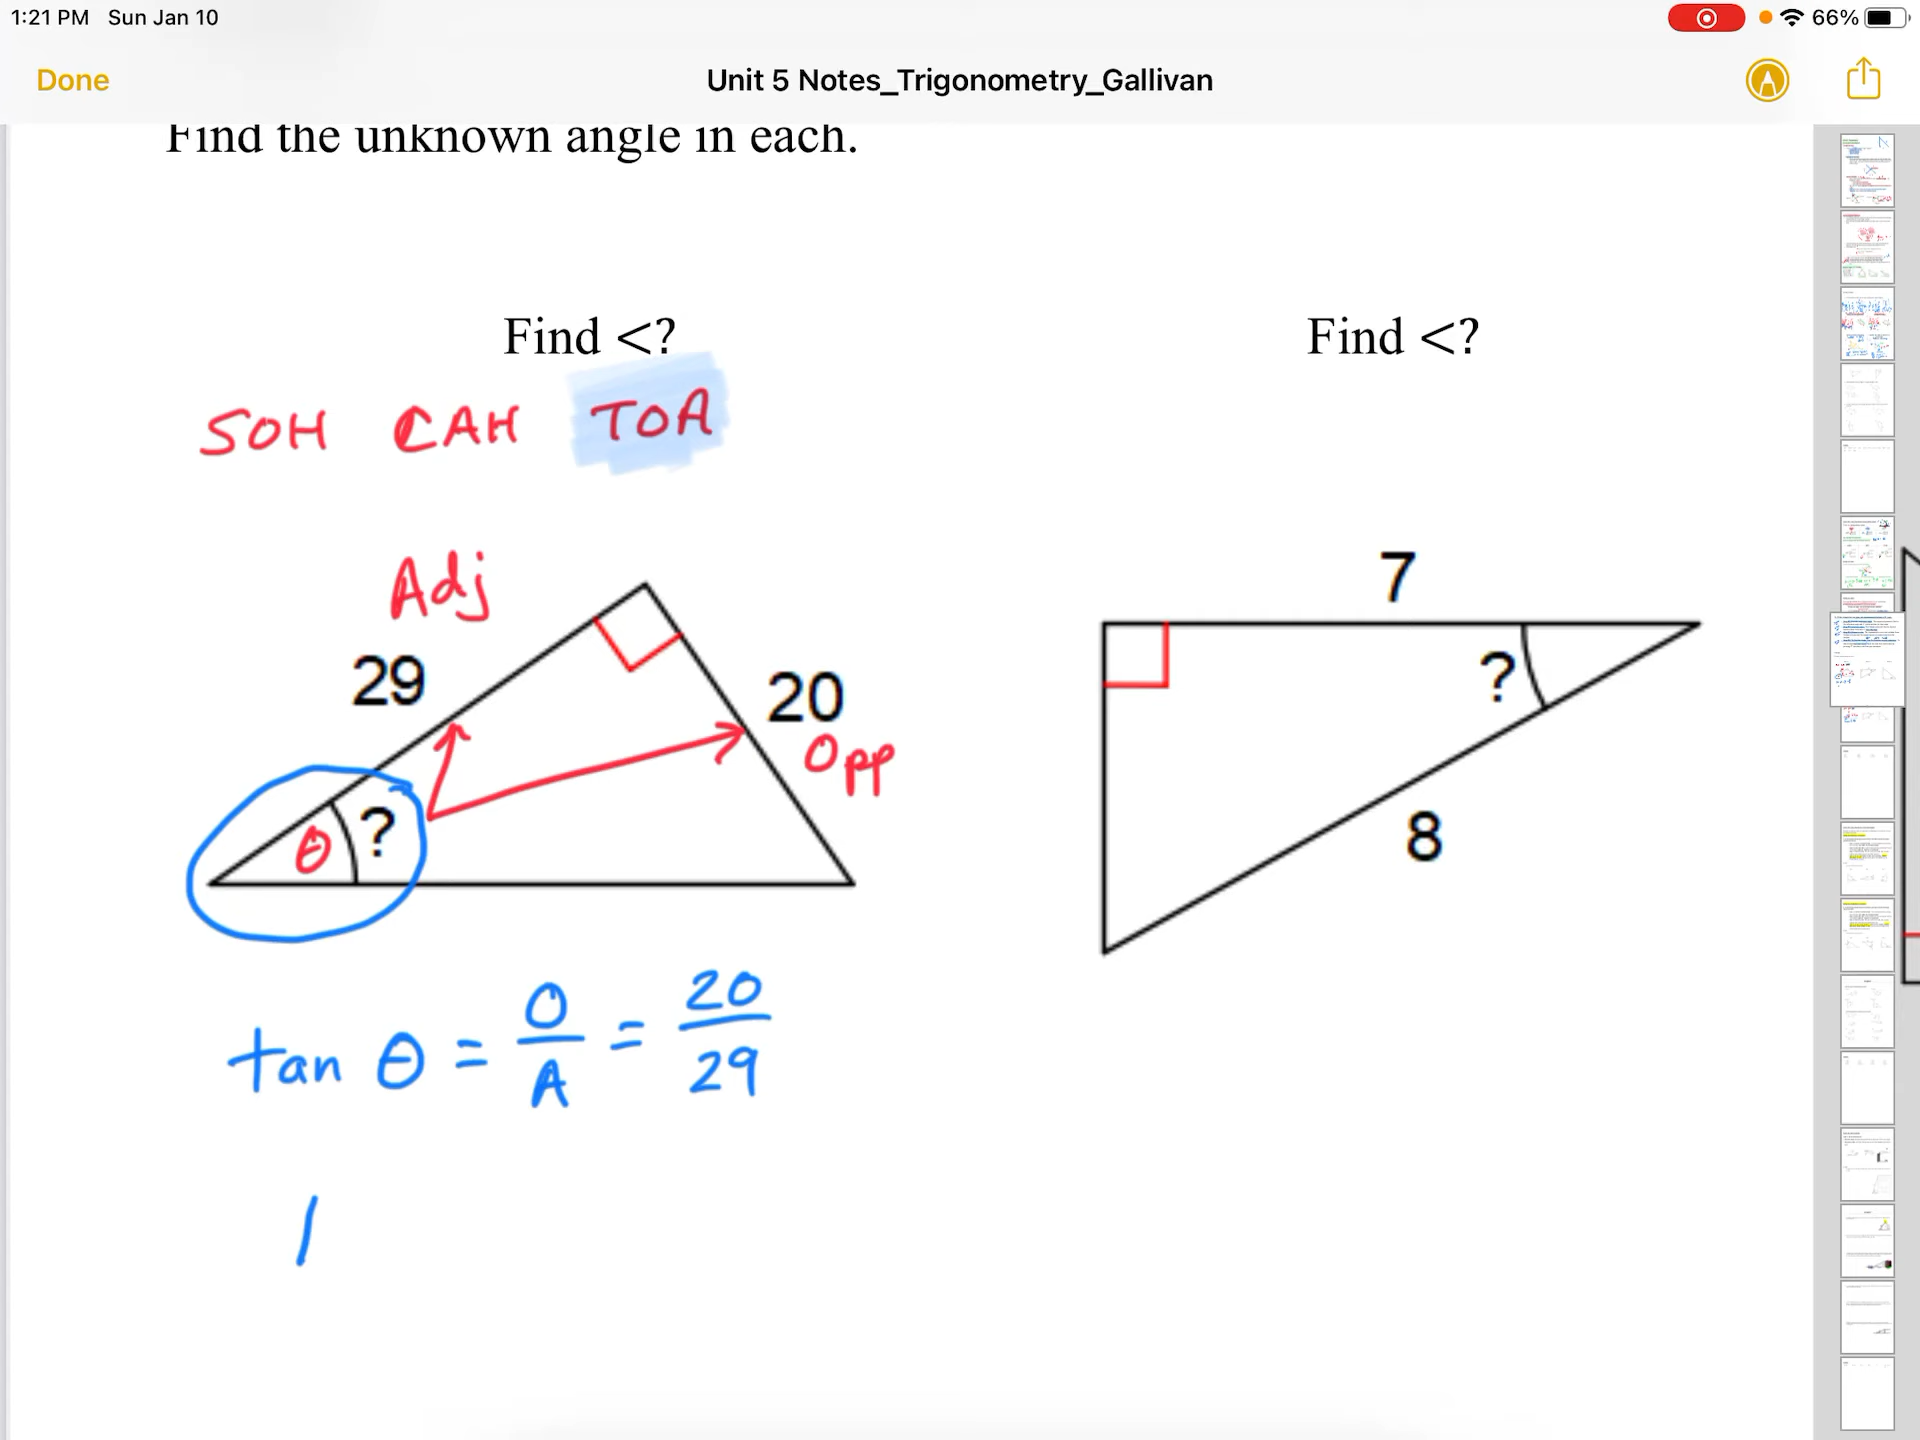 1:21 PM Sun Jan 10
66%
Done
Unit 5 Notes_Trigonometry_Gallivan
Find the unknown angle in each.
Find <?
Find <?
SOH CAH TOA
Adj
29
20
Opp
θ ?
7
?
8
tan θ = O/A = 20/29